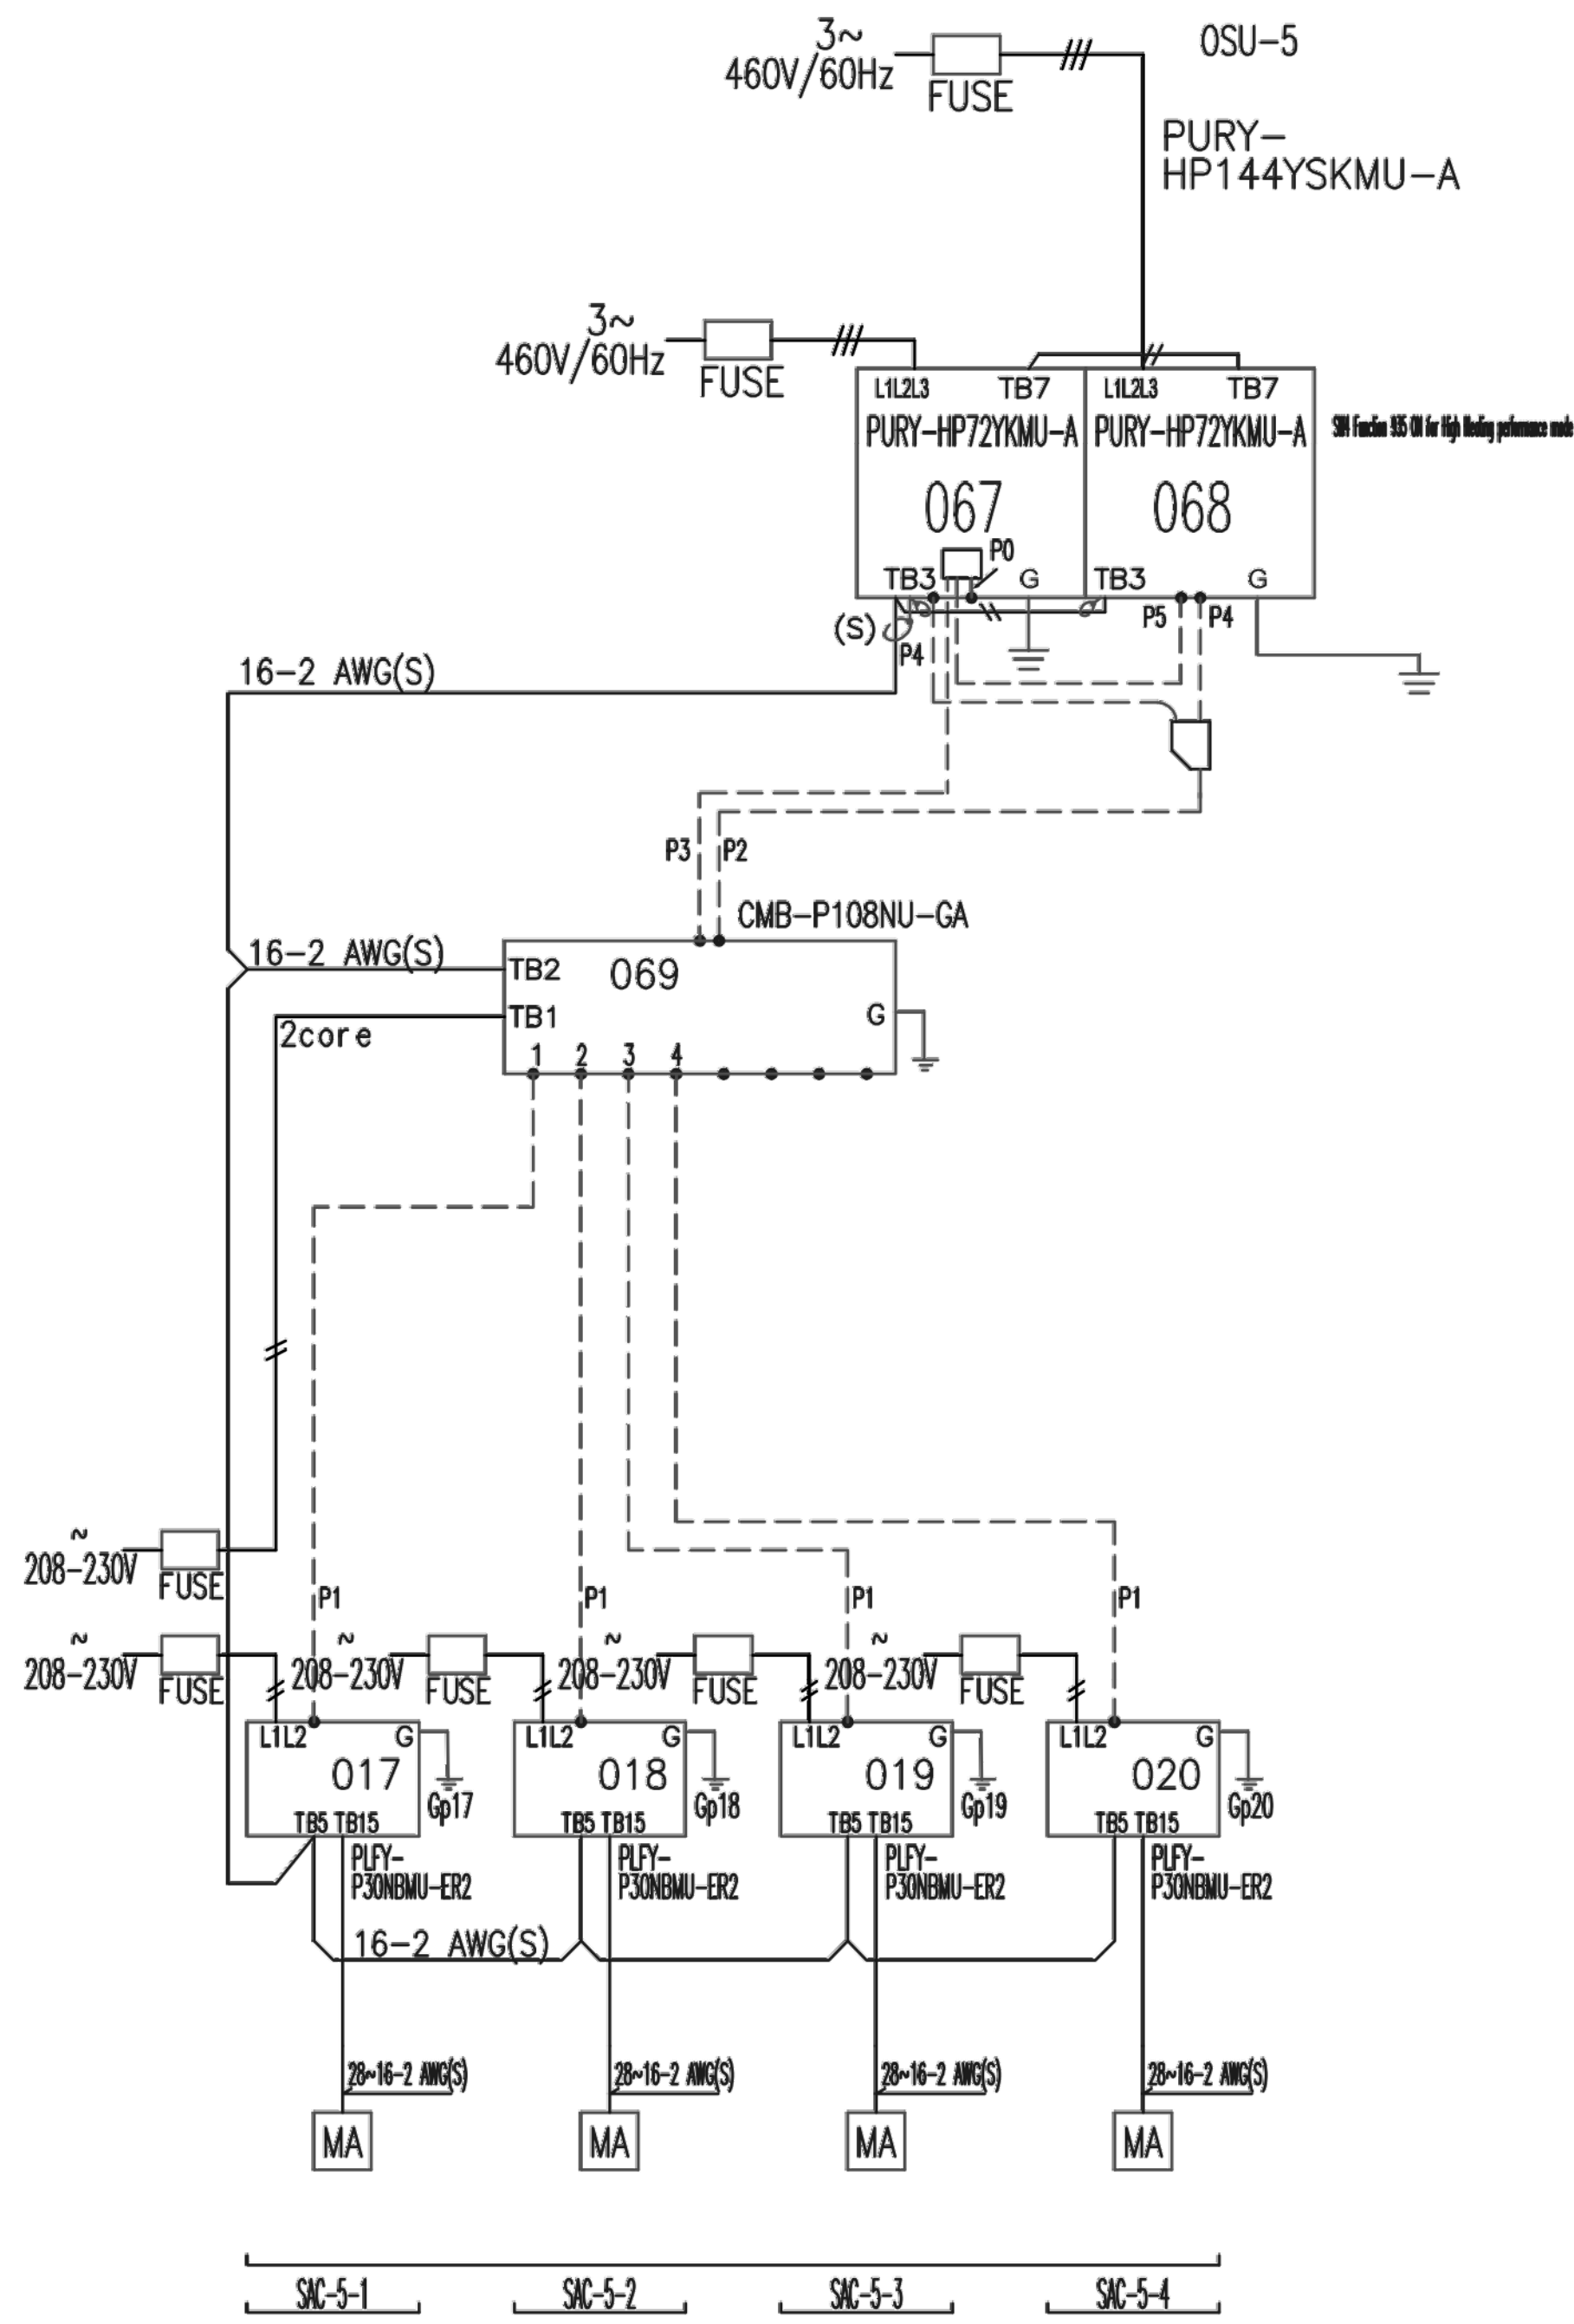 3~
460V/60Hz
FUSE
OSU-5
PURY-
HP144YSKMU-A
3~
460V/60Hz
FUSE
L1L2L3 TB7 L1L2L3 TB7
PURY-HP72YKMU-A PURY-HP72YKMU-A
for High Heating performance mode
067 068
P0
TB3 G TB3 G
(S) P4 P5 P4
16-2 AWG(S)
P3 P2
CMB-P108NU-GA
16-2 AWG(S)
TB2 069
TB1 G
2core
1 2 3 4
~
208-230V
FUSE
P1 P1 P1 P1
~ ~ ~ ~
208-230V FUSE 208-230V FUSE 208-230V FUSE 208-230V FUSE
L1L2 G L1L2 G L1L2 G L1L2 G
017 018 019 020
Gp17 Gp18 Gp19 Gp20
TB5 TB15 TB5 TB15 TB5 TB15 TB5 TB15
PLFY- PLFY- PLFY- PLFY-
P30NBMU-ER2 P30NBMU-ER2 P30NBMU-ER2 P30NBMU-ER2
16-2 AWG(S)
28~16-2 AWG(S) 28~16-2 AWG(S) 28~16-2 AWG(S) 28~16-2 AWG(S)
MA MA MA MA
SAC-5-1 SAC-5-2 SAC-5-3 SAC-5-4